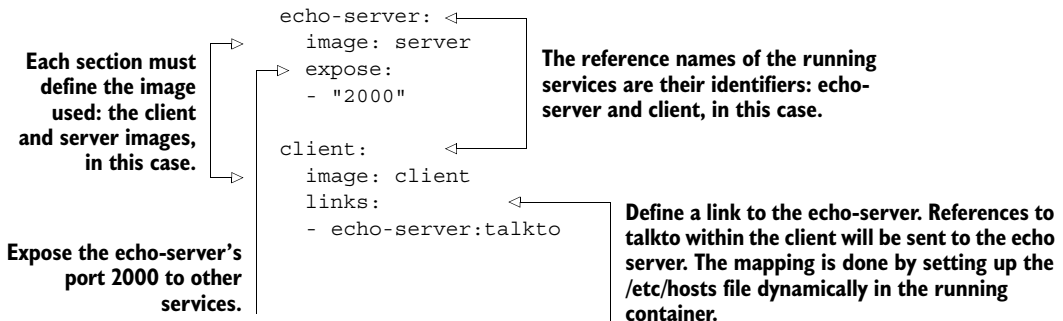 echo-server:
image: server
expose:
- "2000"
client:
image: client
links:
- echo-server:talkto
Each section must
define the image
used: the client
and server images,
in this case.
Expose the echo-server's
port 2000 to other
services.
The reference names of the running
services are their identifiers: echo-
server and client, in this case.
Define a link to the echo-server. References to
talkto within the client will be sent to the echo
server. The mapping is done by setting up the
/etc/hosts file dynamically in the running
container.